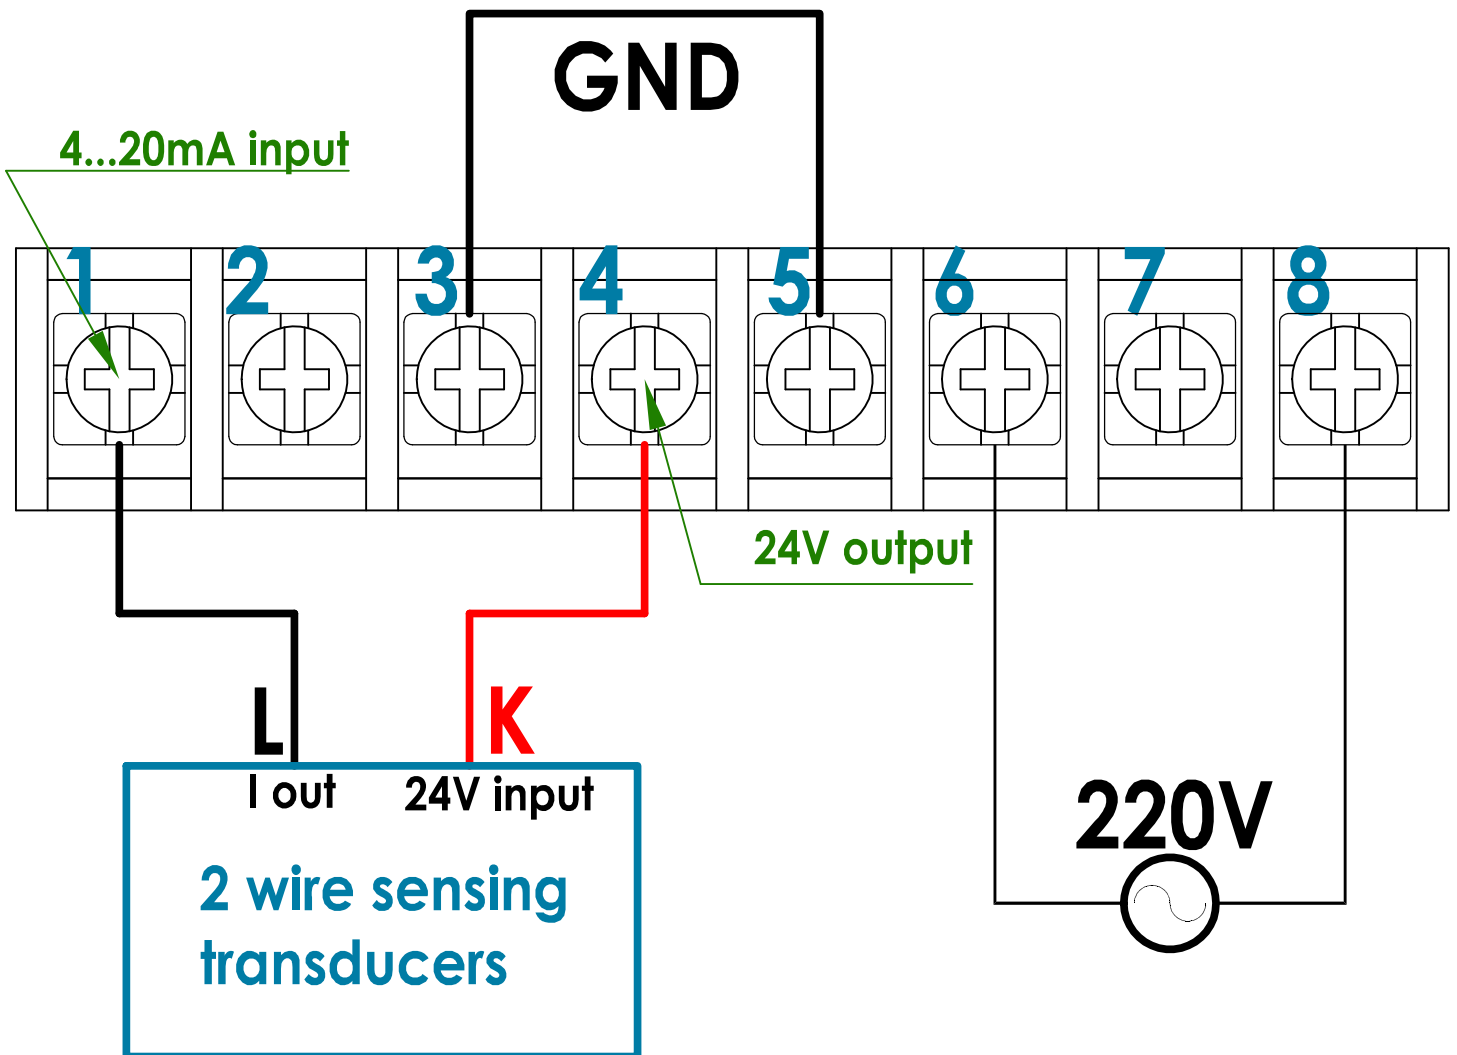 GND
4...20mA input
1 2 3 4 5 6 7 8
24V output
L K
I out 24V input
220V
2 wire sensing
transducers